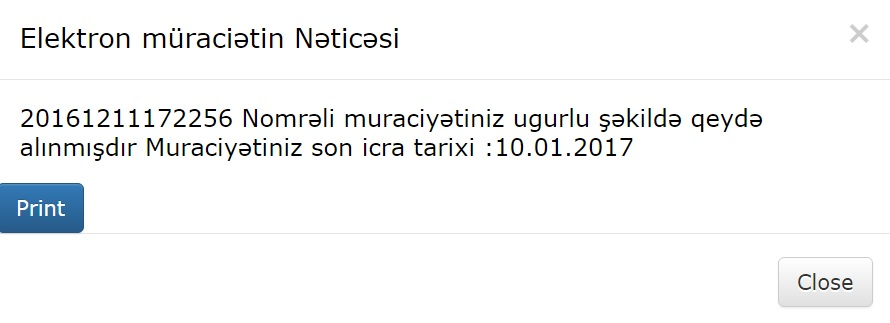 Elektron müraciətin Nəticəsi
×
20161211172256 Nomrəli muraciyətiniz ugurlu şəkildə qeydə
alınmışdır Muraciyətiniz son icra tarixi :10.01.2017
Print
Close